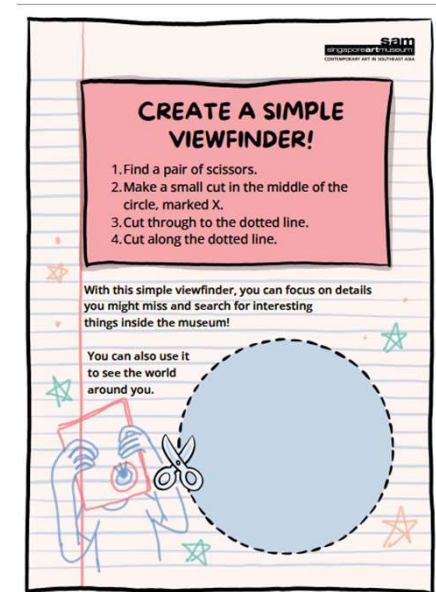 sam
singaporeartmuseum
CONTEMPORARY ART IN SOUTHEAST ASIA
CREATE A SIMPLE
VIEWFINDER!
1. Find a pair of scissors.
2. Make a small cut in the middle of the
circle, marked X.
3. Cut through to the dotted line.
4. Cut along the dotted line.
With this simple viewfinder, you can focus on details
you might miss and search for interesting
things inside the museum!
You can also use it
to see the world
around you.